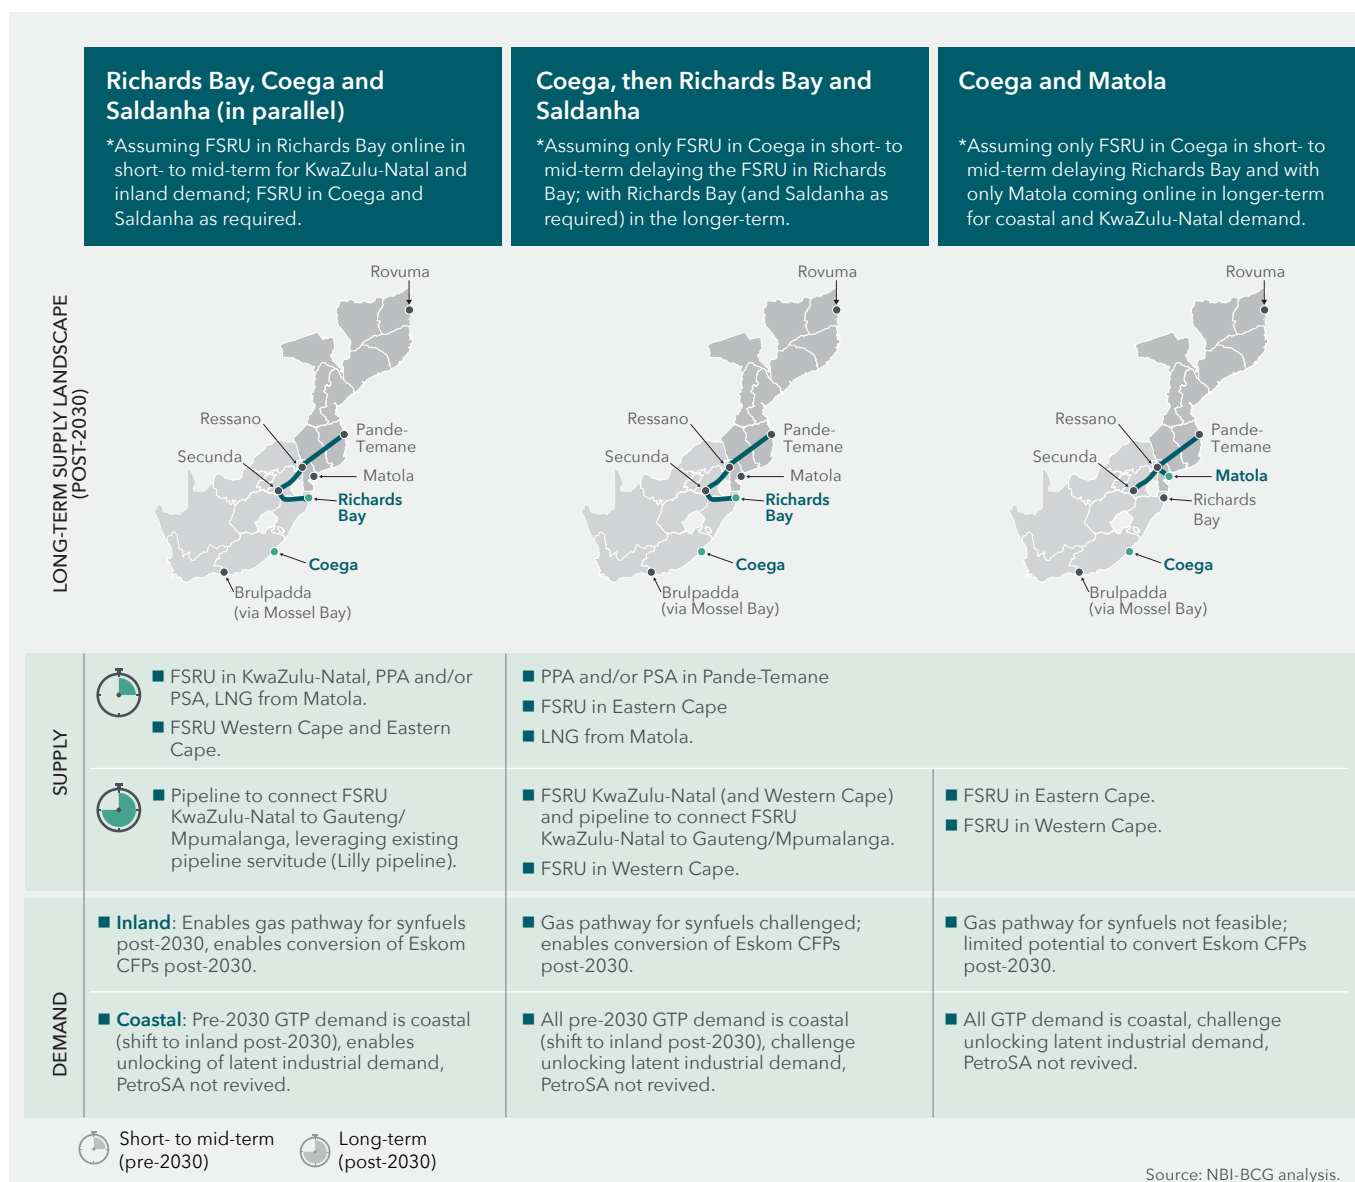 Richards Bay, Coega and
Saldanha (in parallel)
*Assuming FSRU in Richards Bay online in
short- to mid-term for KwaZulu-Natal and
inland demand; FSRU in Coega and
Saldanha as required.
Coega, then Richards Bay and
Saldanha
*Assuming only FSRU in Coega in short- to
mid-term delaying the FSRU in Richards
Bay; with Richards Bay (and Saldanha as
required) in the longer-term.
Coega and Matola
*Assuming only FSRU in Coega in short- to
mid-term delaying Richards Bay and with
only Matola coming online in longer-term
for coastal and KwaZulu-Natal demand.
LONG-TERM SUPPLY LANDSCAPE
(POST-2030)
Rovuma
Ressano
Pande-
Temane
Secunda
Matola
Richards
Bay
Coega
Brulpadda
(via Mossel Bay)
Rovuma
Ressano
Pande-
Temane
Secunda
Matola
Richards
Bay
Coega
Brulpadda
(via Mossel Bay)
Rovuma
Ressano
Pande-
Temane
Secunda
Matola
Richards
Bay
Coega
Brulpadda
(via Mossel Bay)
SUPPLY
FSRU in KwaZulu-Natal, PPA and/or
PSA, LNG from Matola.
FSRU Western Cape and Eastern
Cape.
PPA and/or PSA in Pande-Temane
FSRU in Eastern Cape
LNG from Matola.
Pipeline to connect FSRU
KwaZulu-Natal to Gauteng/
Mpumalanga, leveraging existing
pipeline servitude (Lilly pipeline).
FSRU KwaZulu-Natal (and Western Cape)
and pipeline to connect FSRU
KwaZulu-Natal to Gauteng/Mpumalanga.
FSRU in Western Cape.
FSRU in Eastern Cape.
FSRU in Western Cape.
DEMAND
Inland: Enables gas pathway for synfuels
post-2030, enables conversion of Eskom
CFPs post-2030.
Gas pathway for synfuels challenged;
enables conversion of Eskom CFPs
post-2030.
Gas pathway for synfuels not feasible;
limited potential to convert Eskom CFPs
post-2030.
Coastal: Pre-2030 GTP demand is coastal
(shift to inland post-2030), enables
unlocking of latent industrial demand,
PetroSA not revived.
All pre-2030 GTP demand is coastal
(shift to inland post-2030), challenge
unlocking latent industrial demand,
PetroSA not revived.
All GTP demand is coastal, challenge
unlocking latent industrial demand,
PetroSA not revived.
Short- to mid-term
(pre-2030)
Long-term
(post-2030)
Source: NBI-BCG analysis.